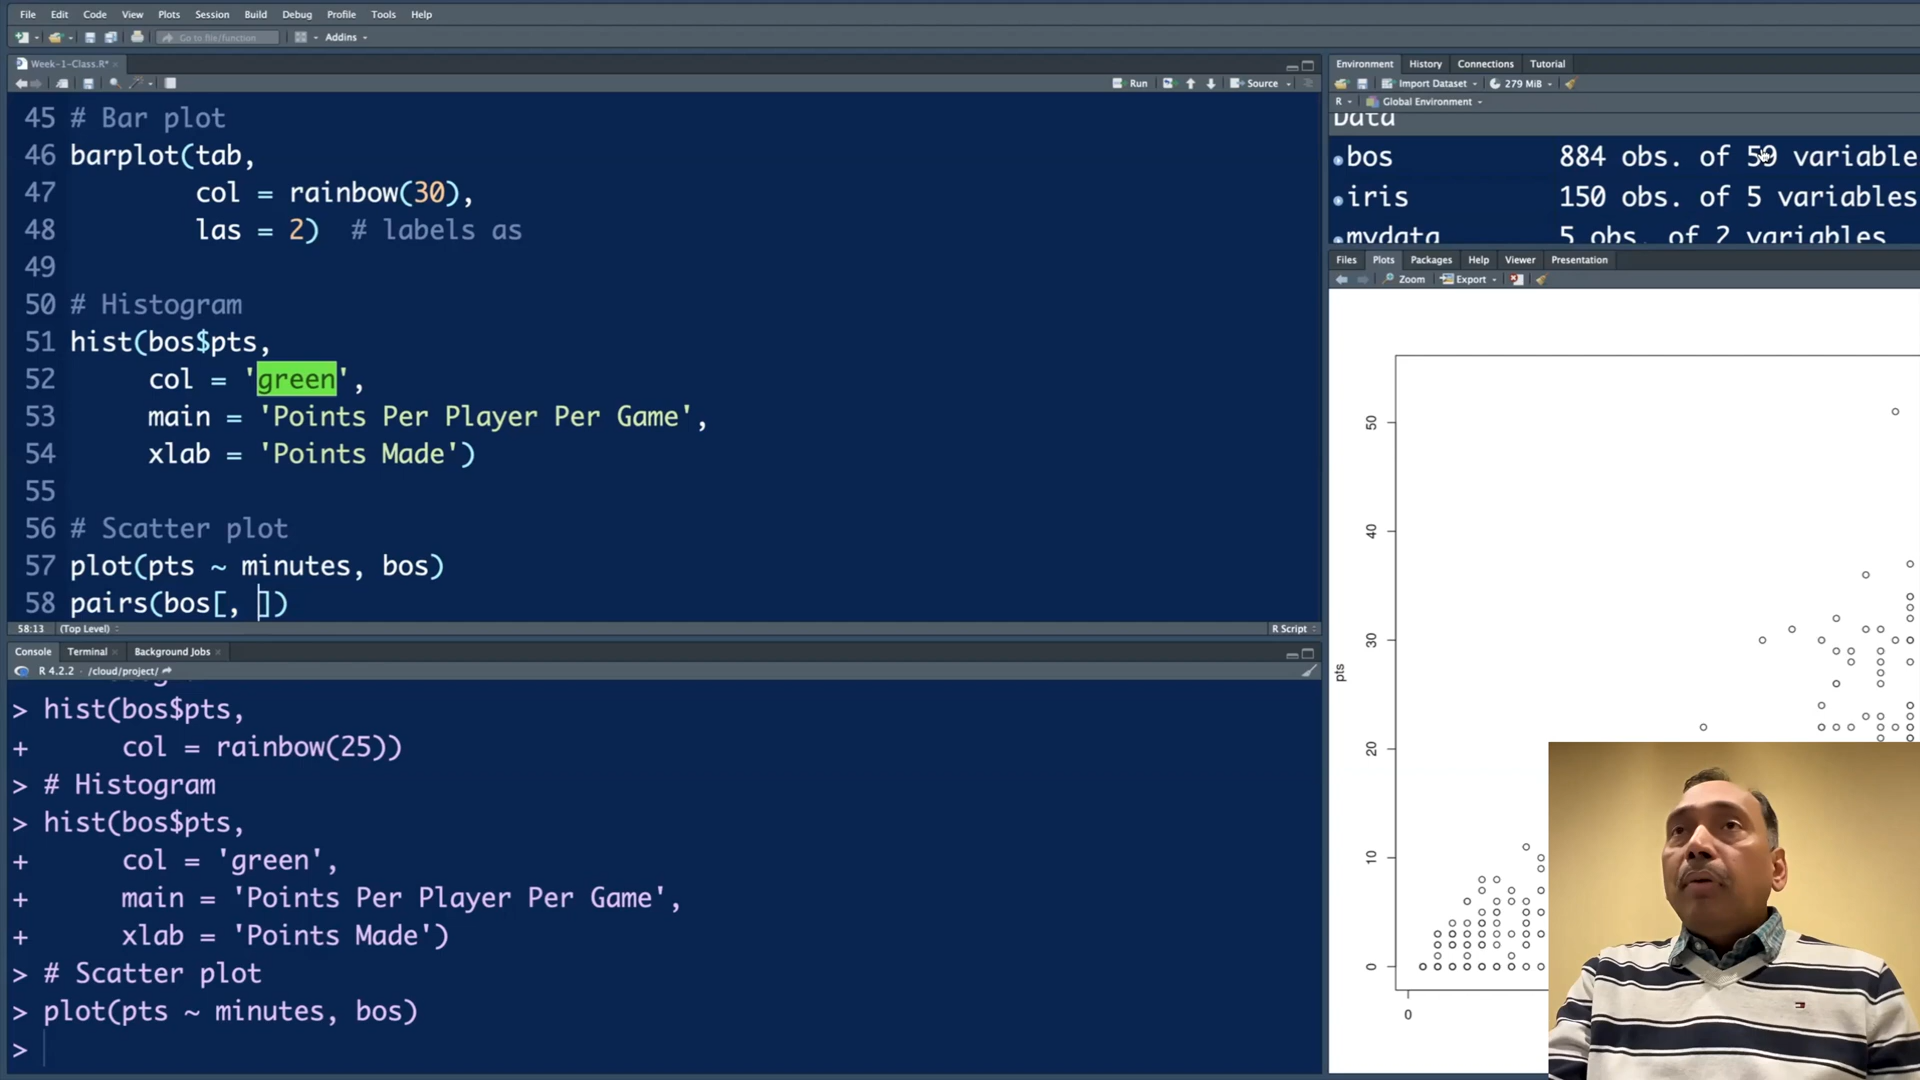 File Edit Code View Plots Session Build Debug Profile Tools Help
Go to file/function Addins
Week-1-Class.R*
Run Source
45 # Bar plot
46 barplot(tab,
47 col = rainbow(30),
48 las = 2) # labels as
49
50 # Histogram
51 hist(bos$pts,
52 col = 'green',
53 main = 'Points Per Player Per Game',
54 xlab = 'Points Made')
55
56 # Scatter plot
57 plot(pts ~ minutes, bos)
58 pairs(bos[, ])
58:13 (Top Level) R Script
Console Terminal Background Jobs
R 4.2.2 · /cloud/project/
> hist(bos$pts,
+ col = rainbow(25))
> # Histogram
> hist(bos$pts,
+ col = 'green',
+ main = 'Points Per Player Per Game',
+ xlab = 'Points Made')
> # Scatter plot
> plot(pts ~ minutes, bos)
>
Environment History Connections Tutorial
Import Dataset 279 MiB
R Global Environment
Data
bos 884 obs. of variable
iris 150 obs. of 5 variables
mydata 5 obs. of 2 variables
Files Plots Packages Help Viewer Presentation
Zoom Export
50
40
30
20
10
0
pts
0